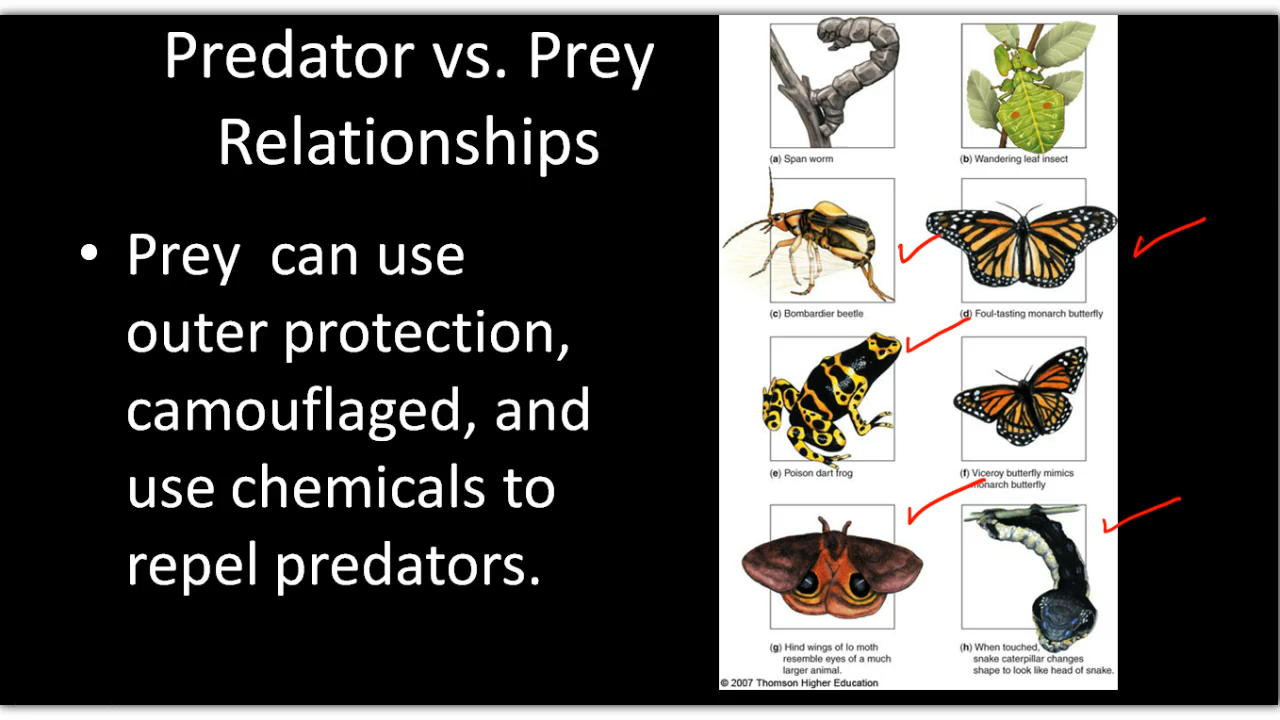 Predator vs. Prey
Relationships
• Prey can use
outer protection,
camouflaged, and
use chemicals to
repel predators.
(a) Span worm
(b) Wandering leaf insect
(c) Bombardier beetle
(d) Foul-tasting monarch butterfly
(e) Poison dart frog
(f) Viceroy butterfly mimics
monarch butterfly
(g) Hind wings of Io moth
resemble eyes of a much
larger animal.
(h) When touched,
snake caterpillar changes
shape to look like head of snake.
© 2007 Thomson Higher Education